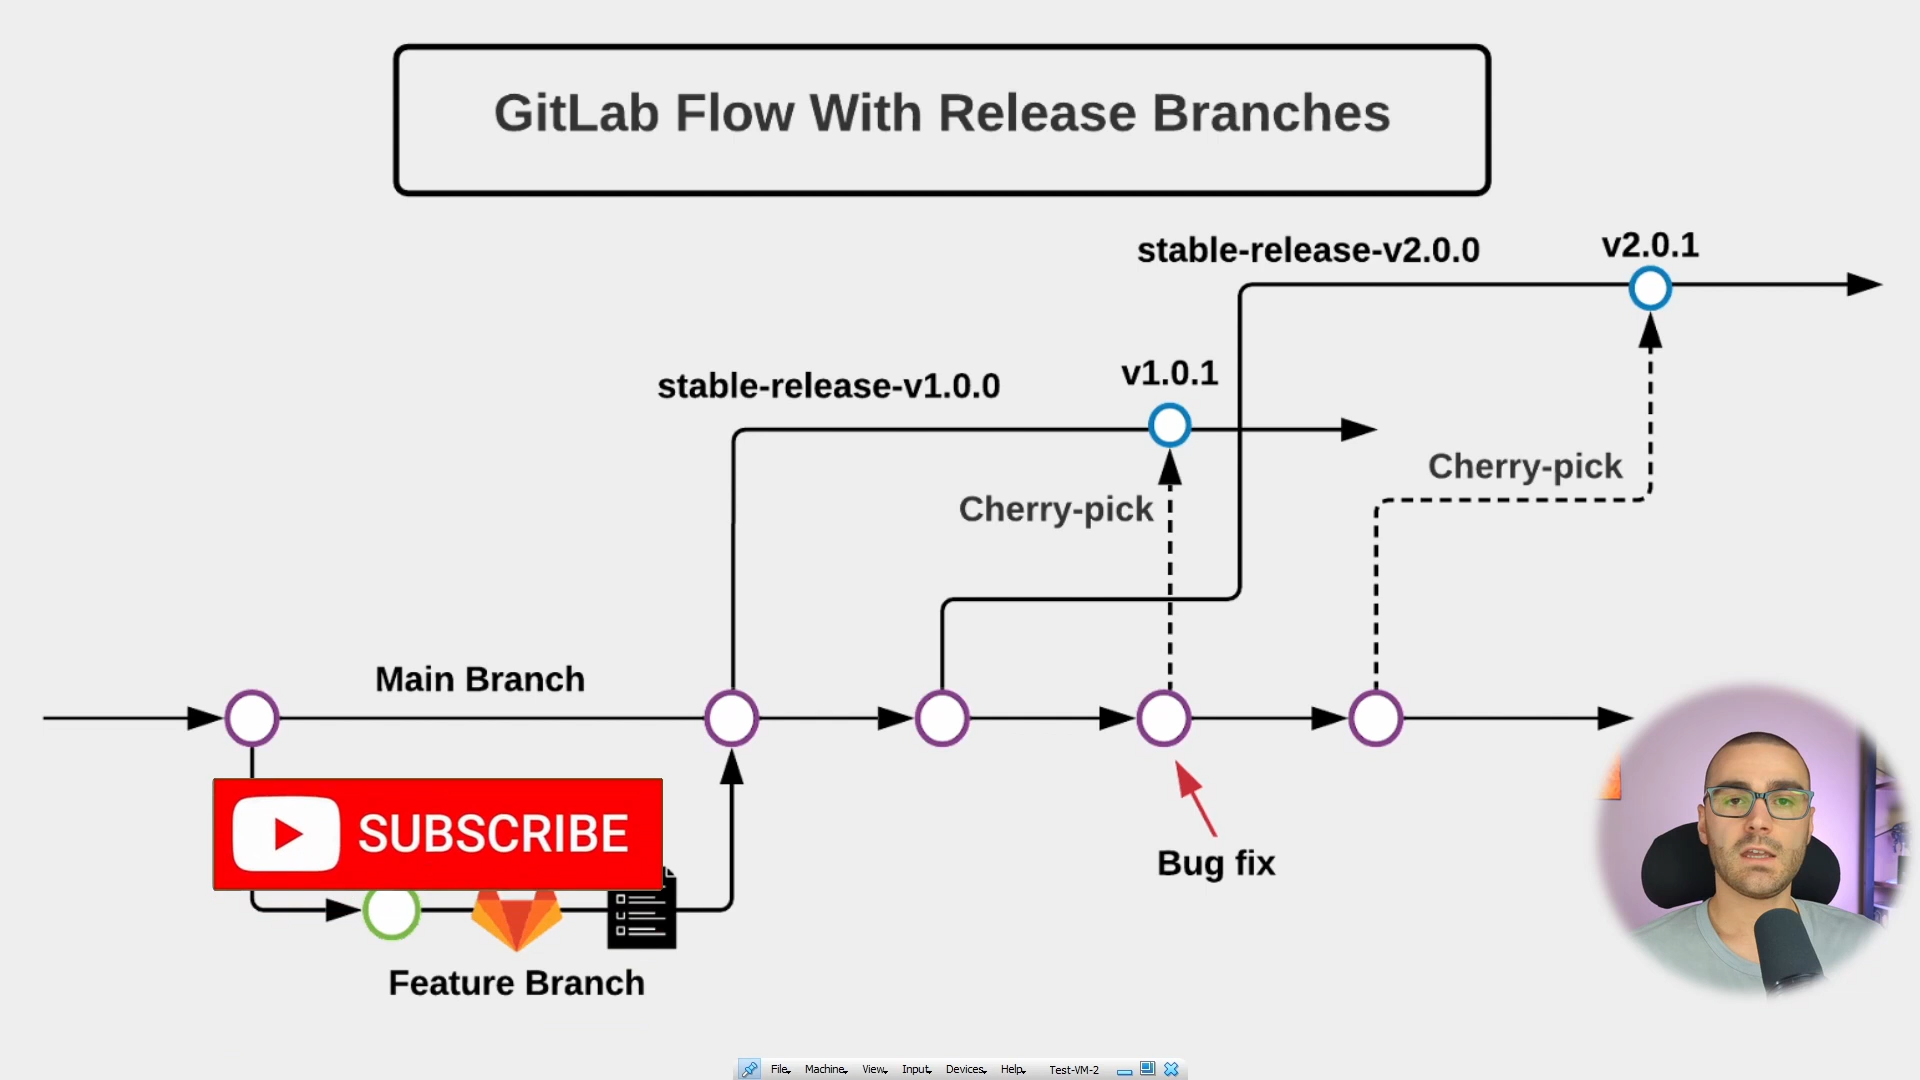 GitLab Flow With Release Branches
stable-release-v2.0.0
v2.0.1
stable-release-v1.0.0
v1.0.1
Cherry-pick
Cherry-pick
Main Branch
SUBSCRIBE
Bug fix
Feature Branch
File Machine View Input Devices Help Test-VM-2